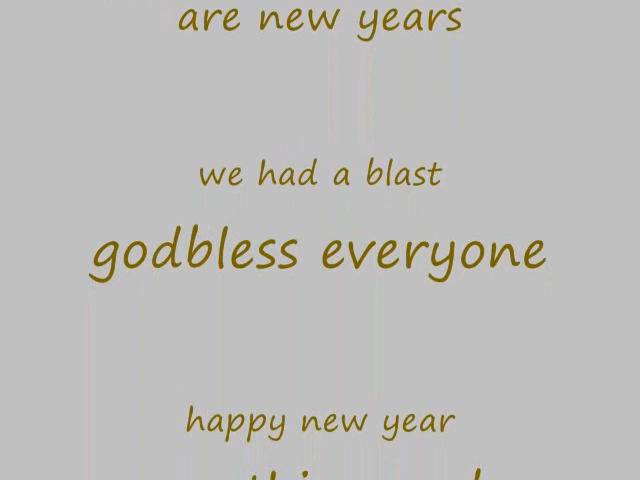 are new years
we had a blast
godbless everyone
happy new year